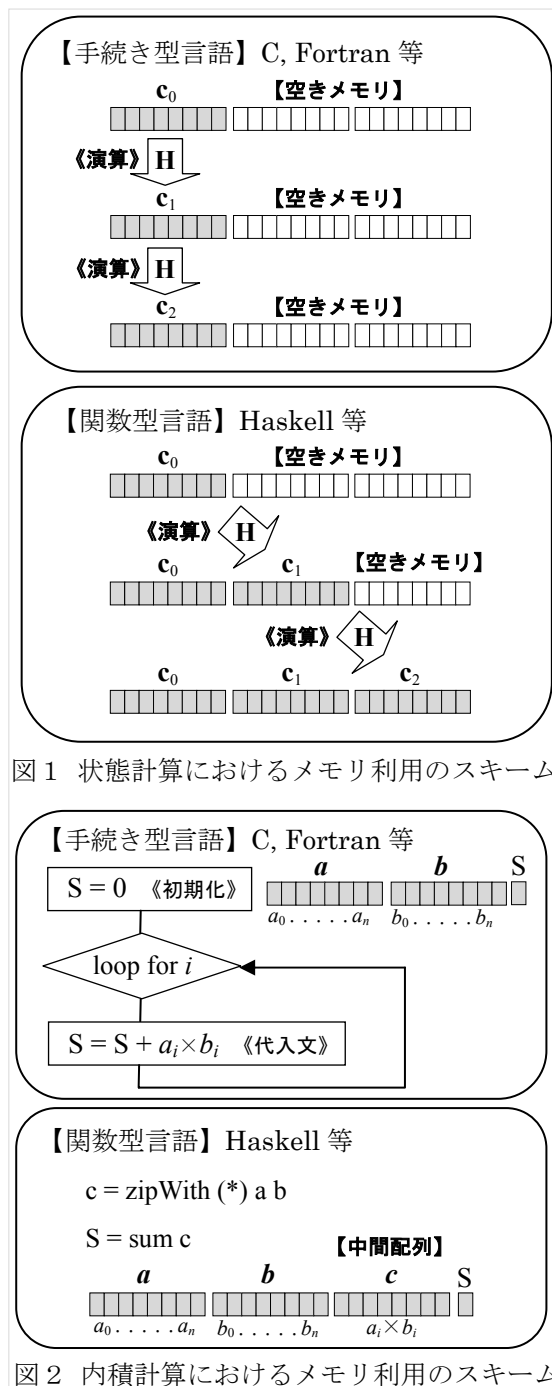 【手続き型言語】C, Fortran 等
c₀ 【空きメモリ】
《演算》 H
c₁
《演算》 H
c₂ 【空きメモリ】
【関数型言語】Haskell 等
c₀ 【空きメモリ】
《演算》 H
c₀ c₁ 【空きメモリ】
《演算》 H
c₀ c₁ c₂
図1 状態計算におけるメモリ利用のスキーム
【手続き型言語】C, Fortran 等
S = 0 《初期化》
a b S
a₀ . . . . . aₙ b₀ . . . . . bₙ
loop for i
S = S + aᵢ×bᵢ 《代入文》
【関数型言語】Haskell 等
c = zipWith (*) a b
S = sum c
【中間配列】
a b c S
a₀ . . . . . aₙ b₀ . . . . . bₙ aᵢ×bᵢ
図2 内積計算におけるメモリ利用のスキーム